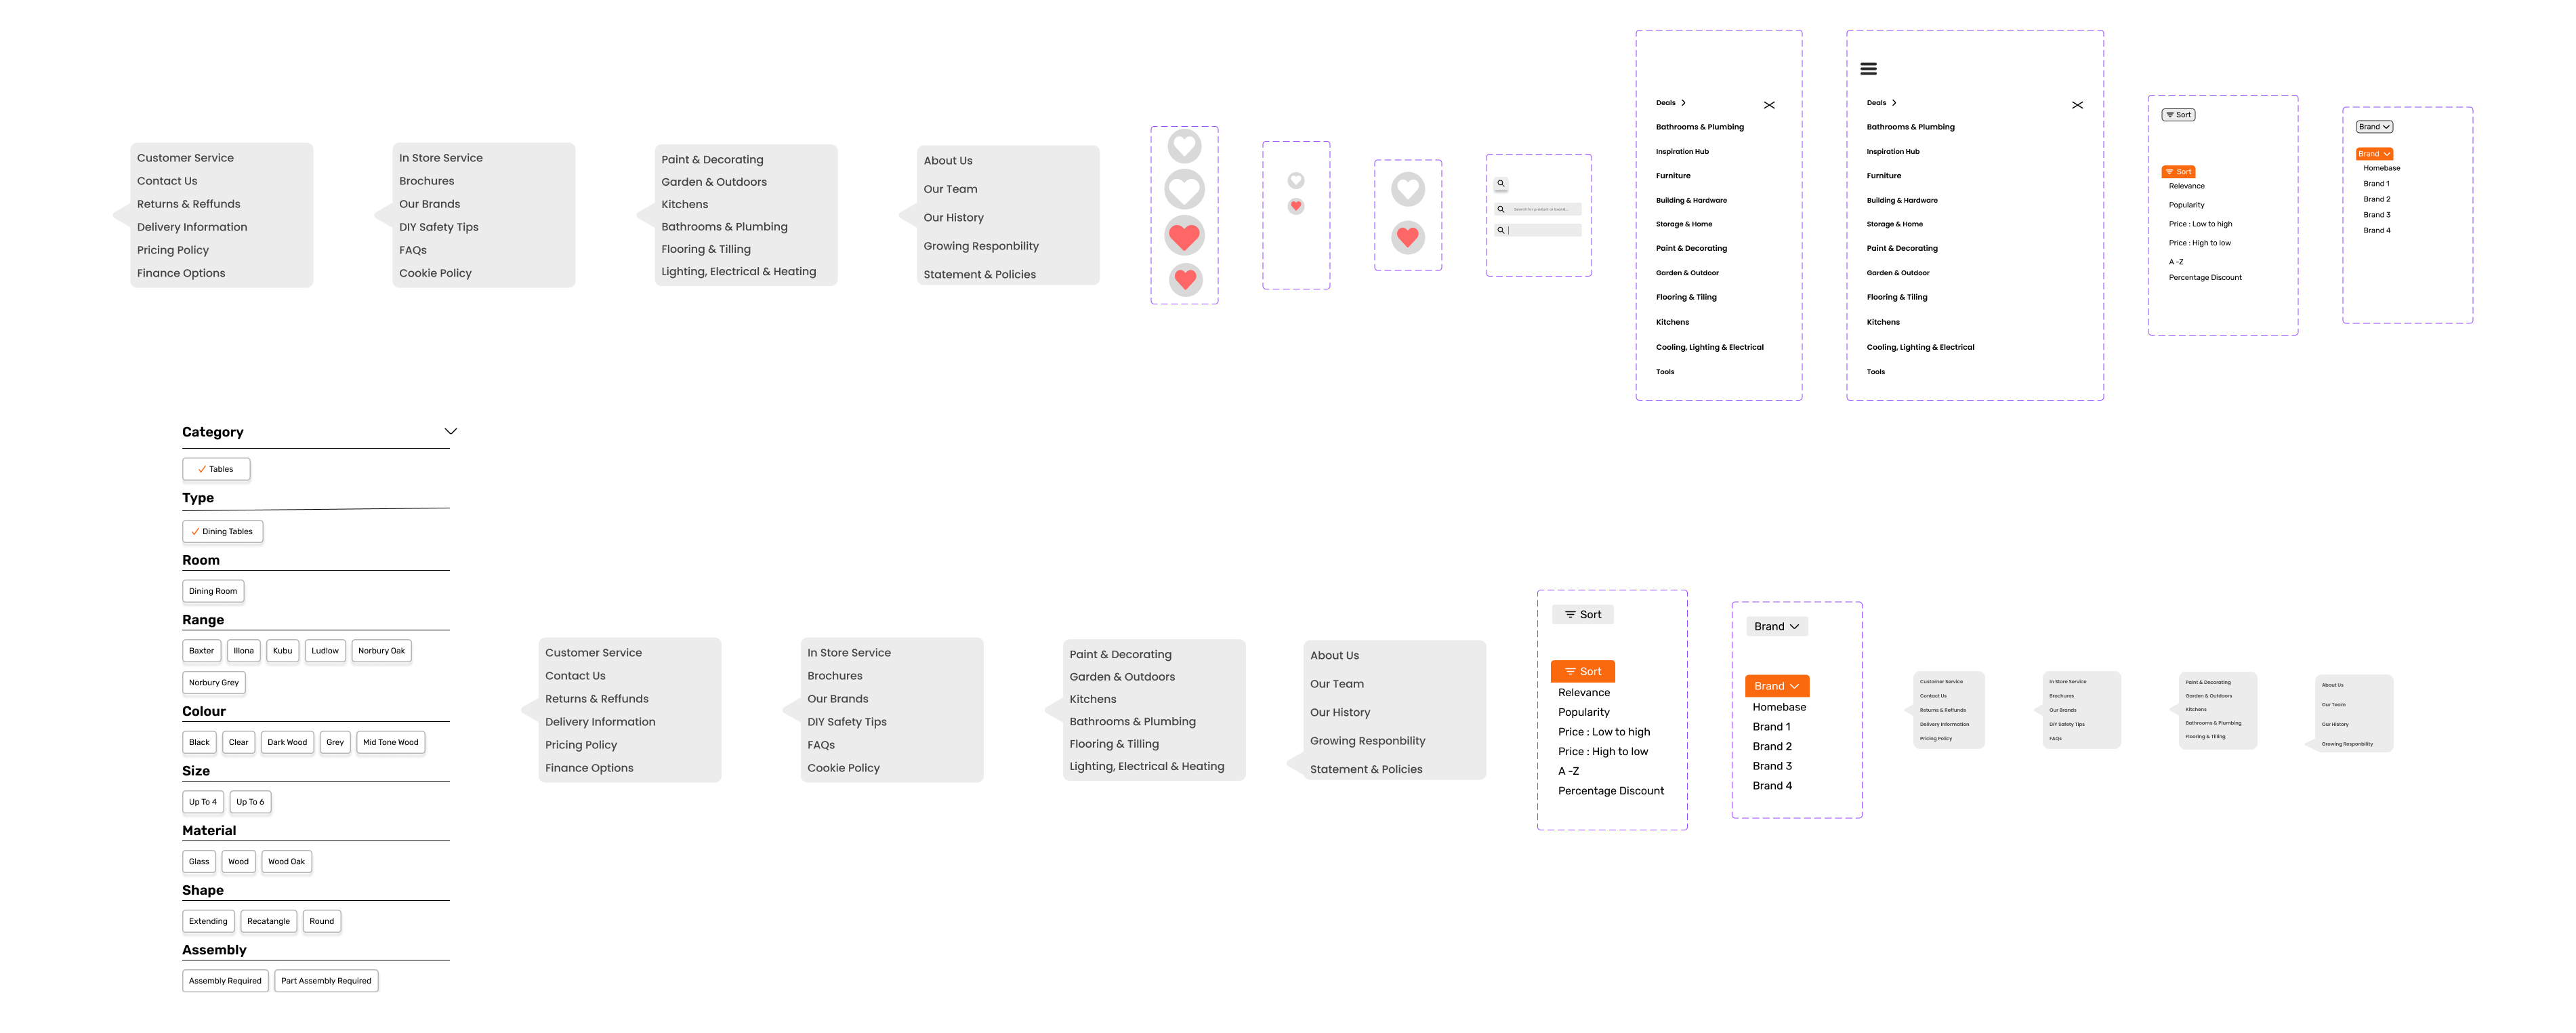 Customer Service
Contact Us
Returns & Reffunds
Delivery Information
Pricing Policy
Finance Options
In Store Service
Brochures
Our Brands
DIY Safety Tips
FAQs
Cookie Policy
Paint & Decorating
Garden & Outdoors
Kitchens
Bathrooms & Plumbing
Flooring & Tilling
Lighting, Electrical & Heating
About Us
Our Team
Our History
Growing Responbility
Statement & Policies
Search for product or brand...
Deals
Bathrooms & Plumbing
Inspiration Hub
Furniture
Building & Hardware
Storage & Home
Paint & Decorating
Garden & Outdoor
Flooring & Tiling
Kitchens
Cooling, Lighting & Electrical
Tools
Deals
Bathrooms & Plumbing
Inspiration Hub
Furniture
Building & Hardware
Storage & Home
Paint & Decorating
Garden & Outdoor
Flooring & Tiling
Kitchens
Cooling, Lighting & Electrical
Tools
Sort
Sort
Relevance
Popularity
Price : Low to high
Price : High to low
A -Z
Percentage Discount
Brand
Brand
Homebase
Brand 1
Brand 2
Brand 3
Brand 4
Category
Tables
Type
Dining Tables
Room
Dining Room
Range
Baxter Illona Kubu Ludlow Norbury Oak
Norbury Grey
Colour
Black Clear Dark Wood Grey Mid Tone Wood
Size
Up To 4 Up To 6
Material
Glass Wood Wood Oak
Shape
Extending Recatangle Round
Assembly
Assembly Required Part Assembly Required
Customer Service
Contact Us
Returns & Reffunds
Delivery Information
Pricing Policy
Finance Options
In Store Service
Brochures
Our Brands
DIY Safety Tips
FAQs
Cookie Policy
Paint & Decorating
Garden & Outdoors
Kitchens
Bathrooms & Plumbing
Flooring & Tilling
Lighting, Electrical & Heating
About Us
Our Team
Our History
Growing Responbility
Statement & Policies
Sort
Sort
Relevance
Popularity
Price : Low to high
Price : High to low
A -Z
Percentage Discount
Brand
Brand
Homebase
Brand 1
Brand 2
Brand 3
Brand 4
Customer Service
Contact Us
Returns & Reffunds
Delivery Information
Pricing Policy
In Store Service
Brochures
Our Brands
DIY Safety Tips
FAQs
Paint & Decorating
Garden & Outdoors
Kitchens
Bathrooms & Plumbing
Flooring & Tilling
About Us
Our Team
Our History
Growing Responbility